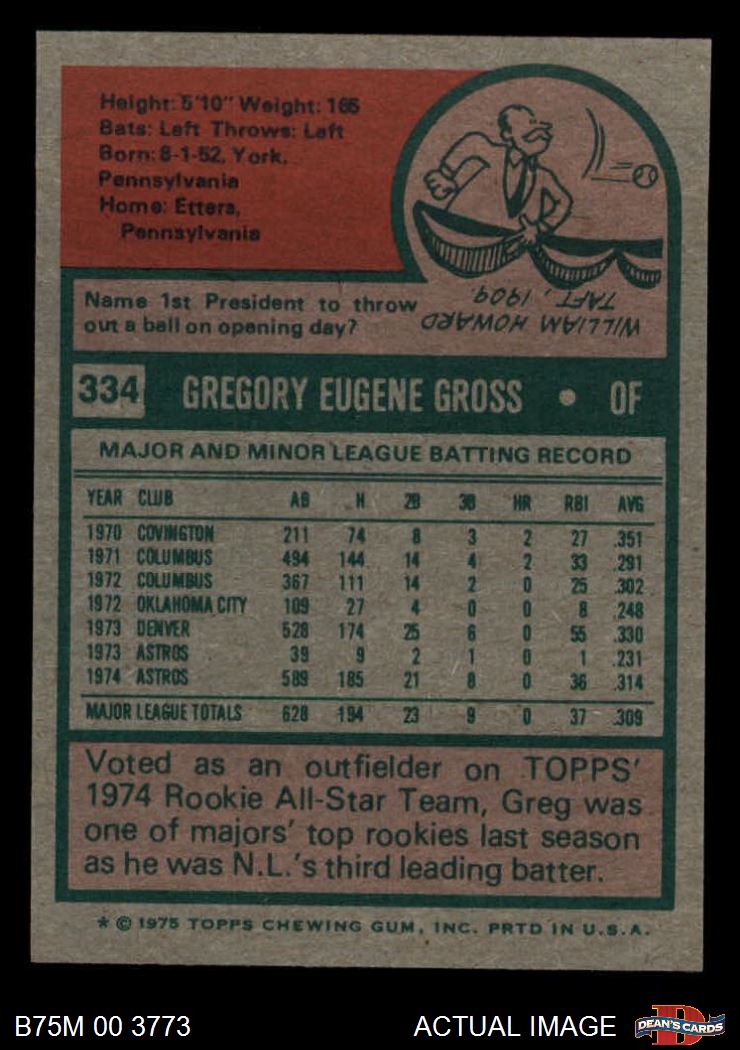 Height: 5'10" Weight: 165
Bats: Left Throws: Left
Born: 8-1-52, York,
Pennsylvania
Home: Etters,
Pennsylvania
Name 1st President to throw
out a ball on opening day?
WILLIAM HOWARD
TAFT, 1909.
334 GREGORY EUGENE GROSS • OF
MAJOR AND MINOR LEAGUE BATTING RECORD
YEAR CLUB AB H 2B 3B HR RBI AVG
1970 COVINGTON 211 74 8 3 2 27 .351
1971 COLUMBUS 494 144 14 4 2 33 .291
1972 COLUMBUS 367 111 14 2 0 25 .302
1972 OKLAHOMA CITY 109 27 4 0 0 8 .248
1973 DENVER 528 174 25 6 0 55 .330
1973 ASTROS 39 9 2 1 0 1 .231
1974 ASTROS 589 185 21 8 0 36 .314
MAJOR LEAGUE TOTALS 628 194 23 9 0 37 .309
Voted as an outfielder on TOPPS'
1974 Rookie All-Star Team, Greg was
one of majors' top rookies last season
as he was N.L.'s third leading batter.
* © 1975 TOPPS CHEWING GUM, INC. PRTD IN U.S.A.
B75M 00 3773 ACTUAL IMAGE DEAN'S CARDS